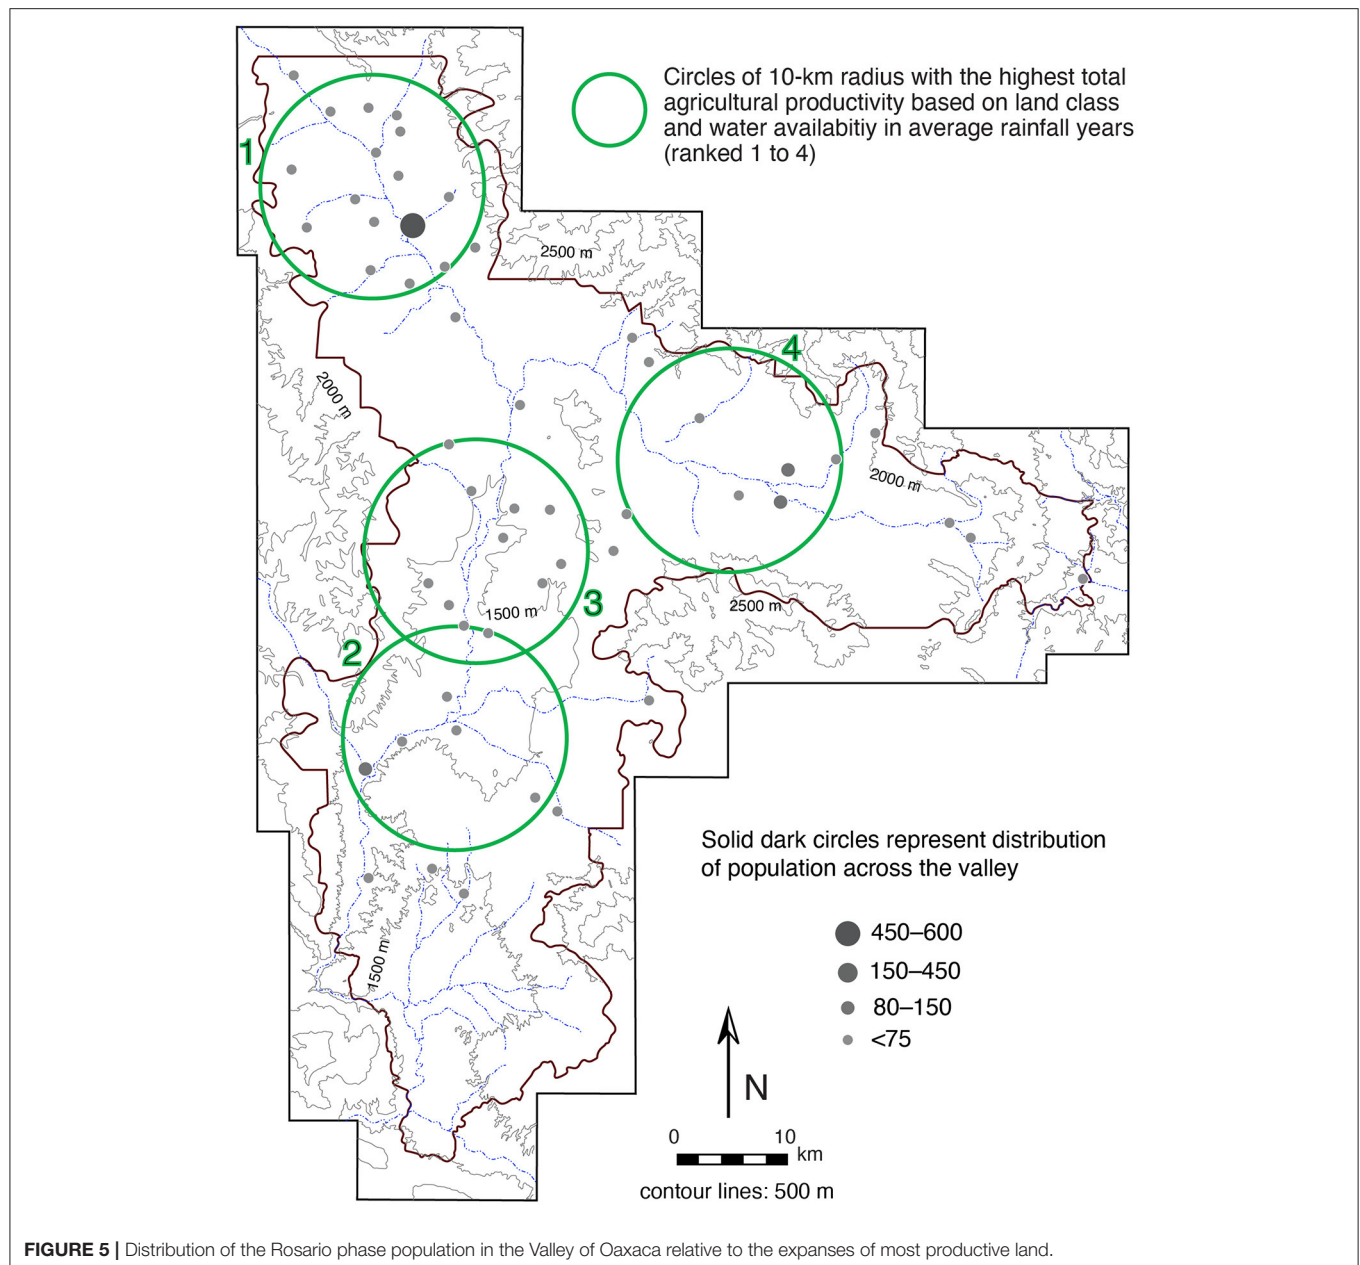 Circles of 10-km radius with the highest total
agricultural productivity based on land class
and water availabitiy in average rainfall years
(ranked 1 to 4)
1
2500 m
4
2000 m
2000 m
3
1500 m
2500 m
2
Solid dark circles represent distribution
of population across the valley
450–600
150–450
80–150
<75
1500 m
N
0 10
km
contour lines: 500 m
FIGURE 5 | Distribution of the Rosario phase population in the Valley of Oaxaca relative to the expanses of most productive land.